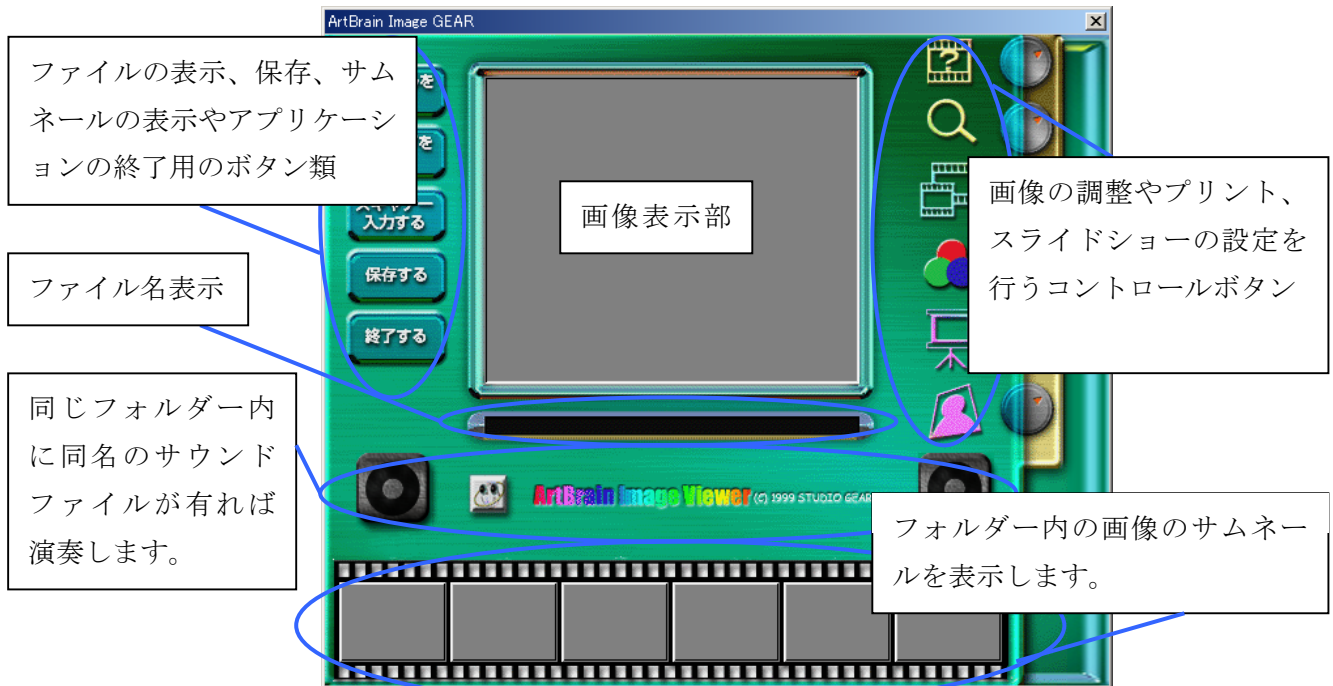 ArtBrain Image GEAR
ファイルの表示、保存、サム
ネールの表示やアプリケーシ
ョンの終了用のボタン類
を
を
入力する
保存する
終了する
画像表示部
画像の調整やプリント、
スライドショーの設定を
行うコントロールボタン
ファイル名表示
同じフォルダー内
に同名のサウンド
ファイルが有れば
演奏します。
ArtBrain Image Viewer (C) 1999 STUDIO GEAR
フォルダー内の画像のサムネー
ルを表示します。